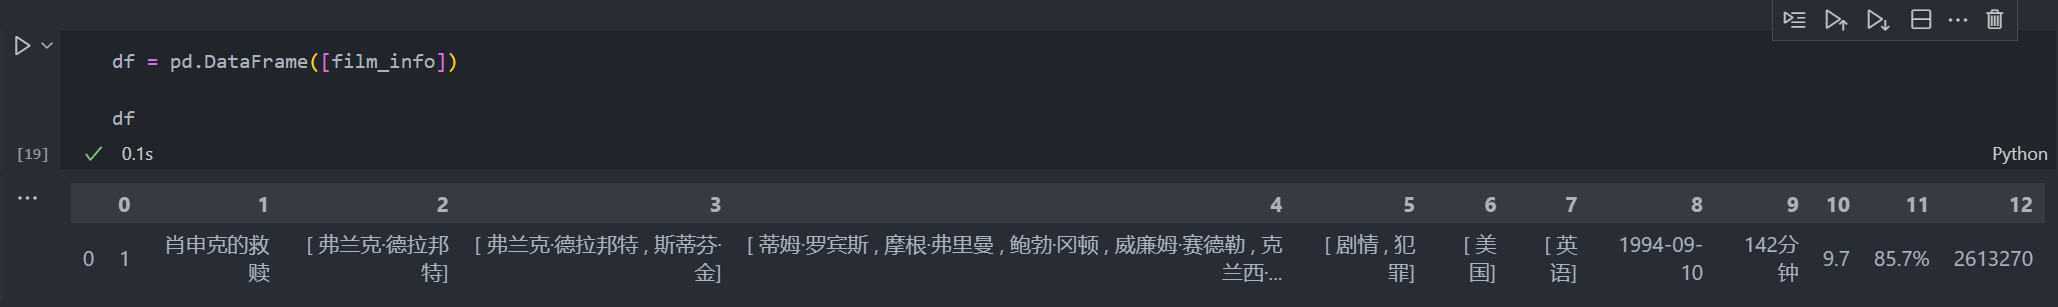 df = pd.DataFrame([film_info])
df
[19]
0.1s
Python
...
0 1 2 3 4 5 6 7 8 9 10 11 12
0 1 肖申克的救 [ 弗兰克·德拉邦 [ 弗兰克·德拉邦特 , 斯蒂芬· [ 蒂姆·罗宾斯 , 摩根·弗里曼 , 鲍勃·冈顿 , 威廉姆·赛德勒 , 克 [ 剧情 , 犯 [ 美 [ 英 1994-09- 142分 9.7 85.7% 2613270
赎 特] 金] 兰西·... 罪] 国] 语] 10 钟